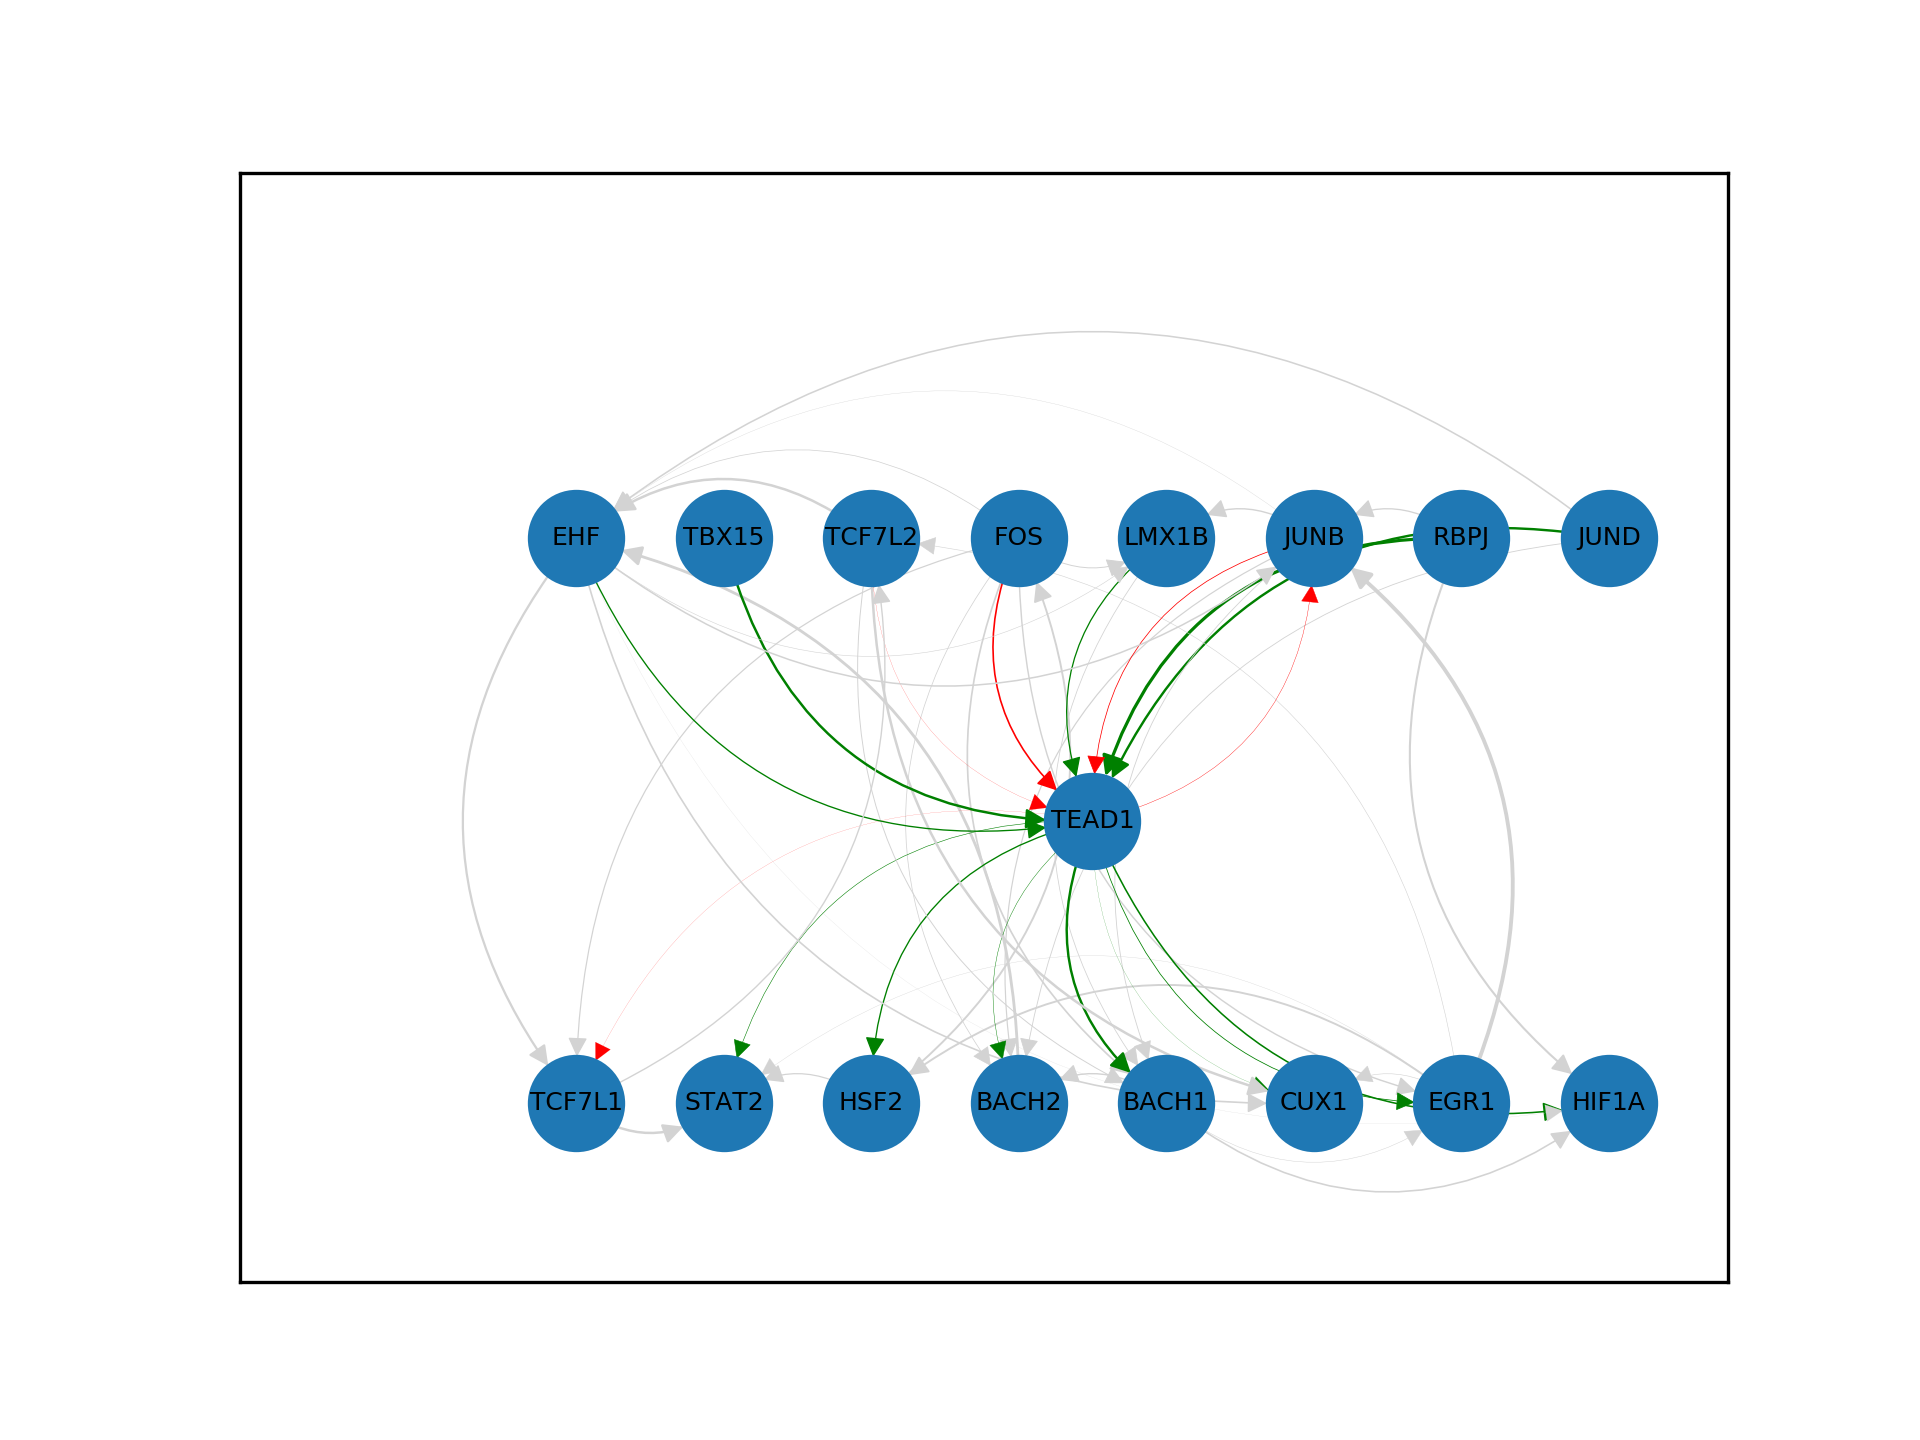 EHF TBX15 TCF7L2 FOS LMX1B JUNB RBPJ JUND
TEAD1
TCF7L1 STAT2 HSF2 BACH2 BACH1 CUX1 EGR1 HIF1A